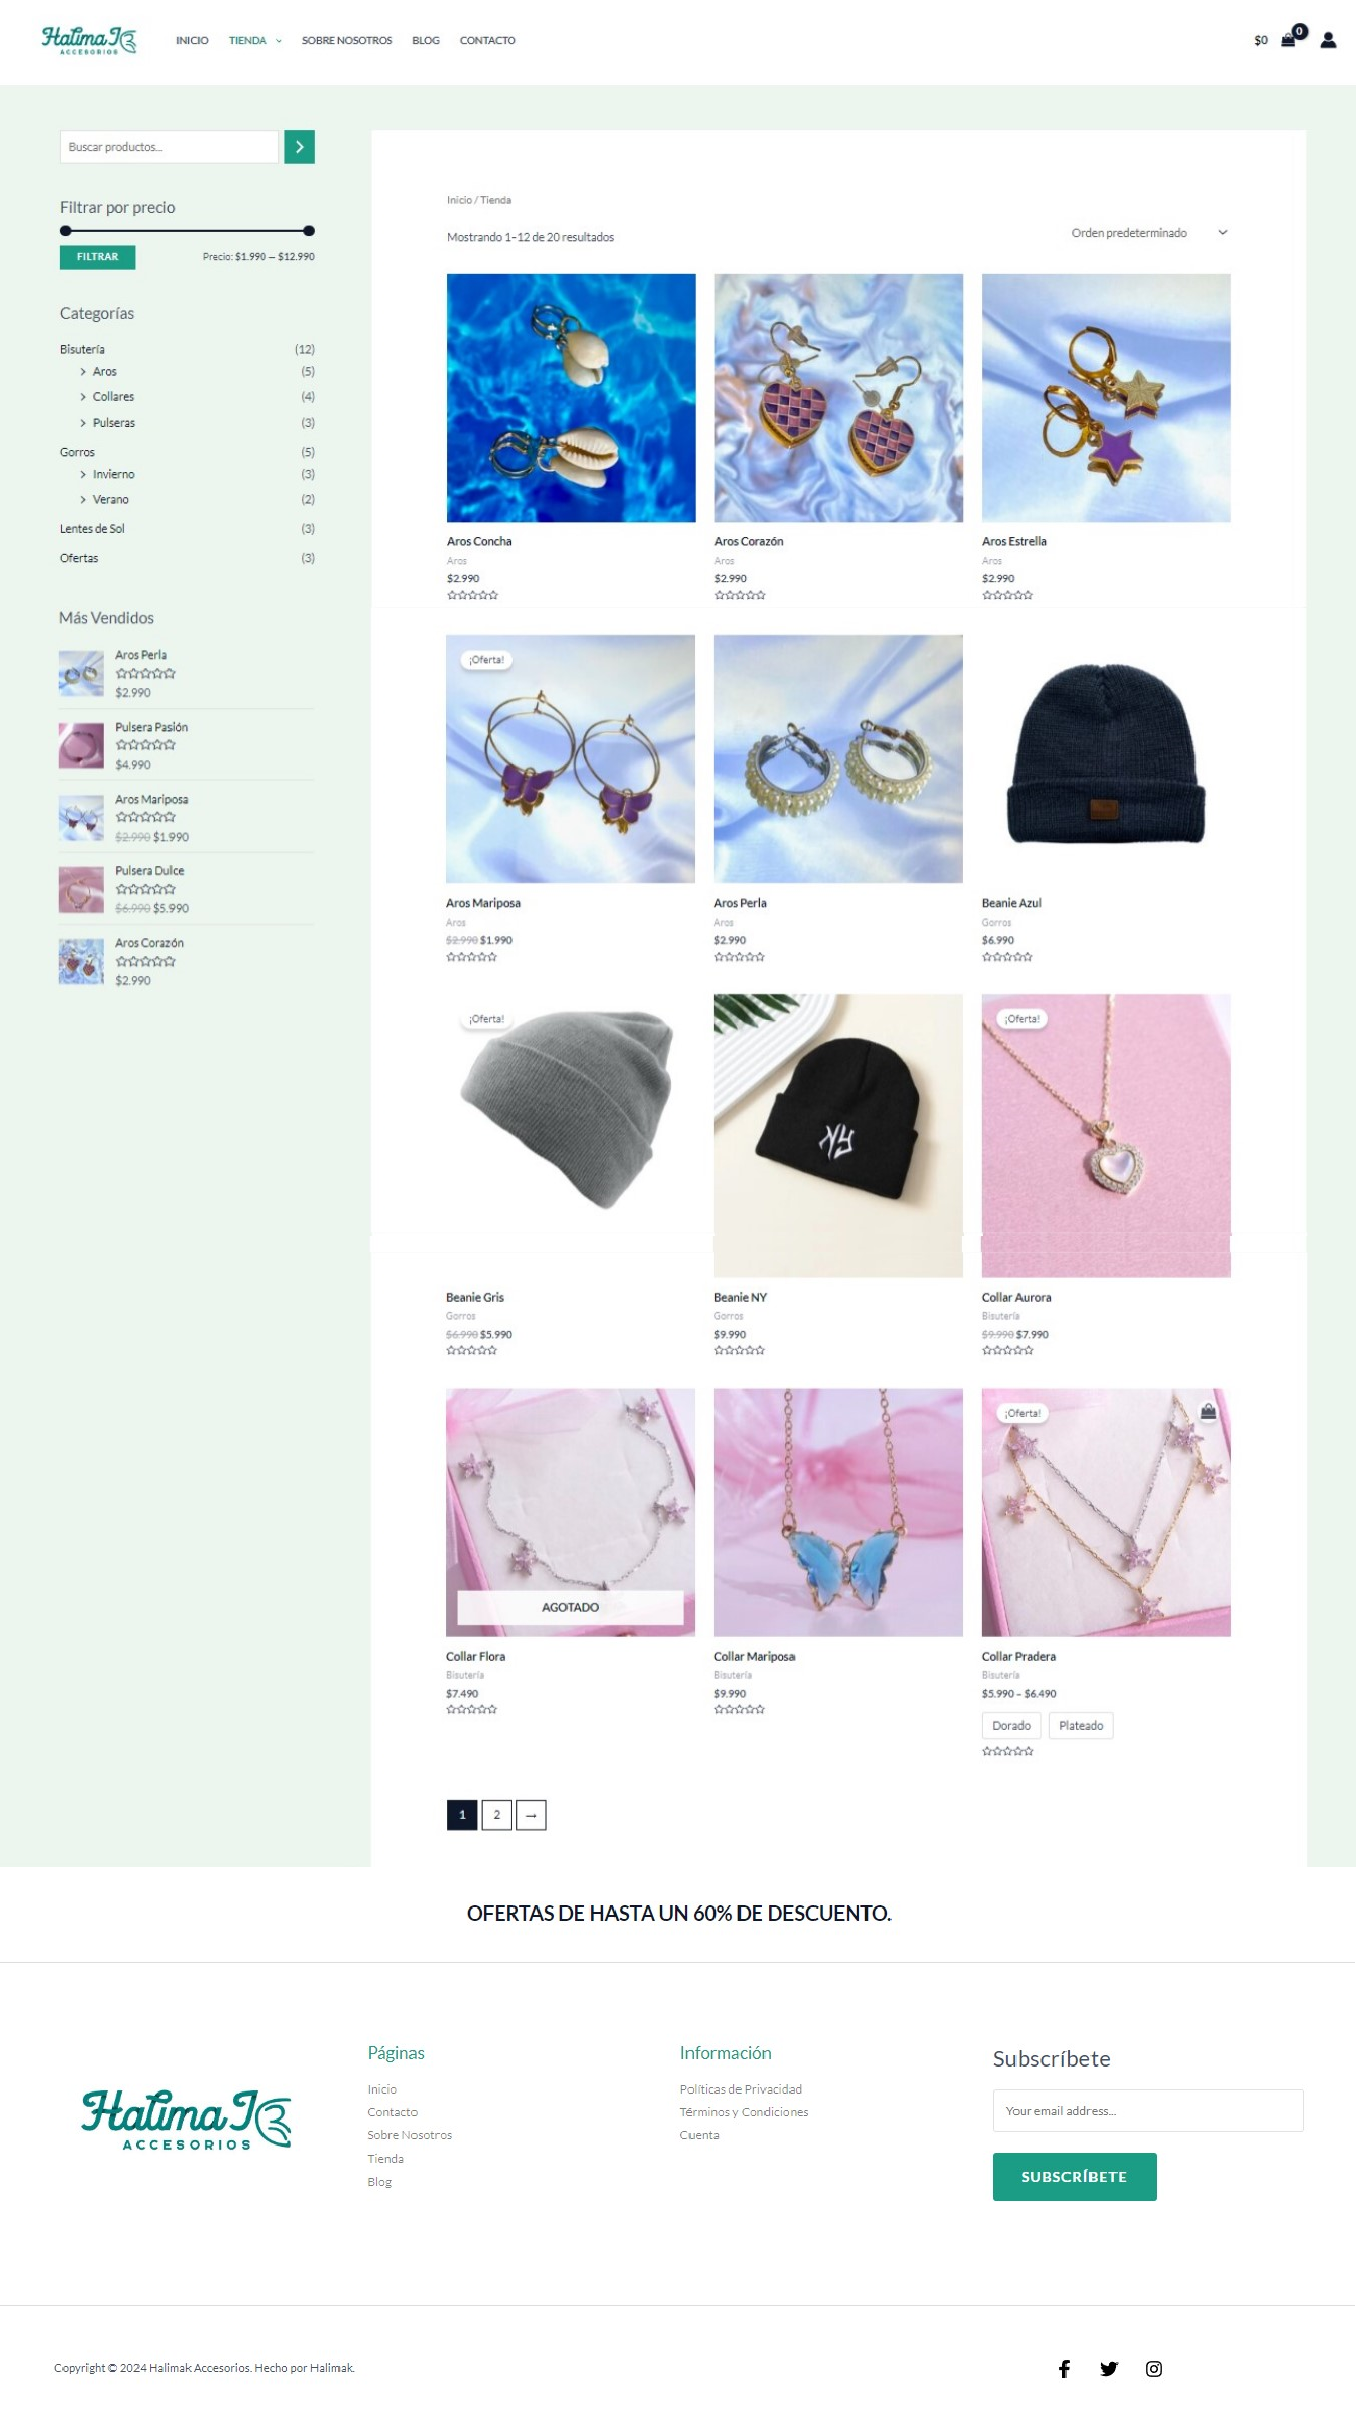 Halima K
ACCESORIOS
INICIO TIENDA SOBRE NOSOTROS BLOG CONTACTO
$0 0
Buscar productos...
Filtrar por precio
FILTRAR Precio: $1.990 — $12.990
Categorías
Bisutería (12)
Aros (5)
Collares (4)
Pulseras (3)
Gorros (5)
Invierno (3)
Verano (2)
Lentes de Sol (3)
Ofertas (3)
Más Vendidos
Aros Perla
$2.990
Pulsera Pasión
$4.990
Aros Mariposa
$2.990 $1.990
Pulsera Dulce
$6.990 $5.990
Aros Corazón
$2.990
Inicio / Tienda
Mostrando 1–12 de 20 resultados
Orden predeterminado
Aros Concha
Aros
$2.990
Aros Corazón
Aros
$2.990
Aros Estrella
Aros
$2.990
¡Oferta!
Aros Mariposa
Aros
$2.990 $1.990
Aros Perla
Aros
$2.990
Beanie Azul
Gorros
$6.990
¡Oferta!
Beanie Gris
Gorros
$6.990 $5.990
NY
Beanie NY
Gorros
$9.990
¡Oferta!
Collar Aurora
Bisutería
$9.990 $7.990
AGOTADO
Collar Flora
Bisutería
$7.490
Collar Mariposa
Bisutería
$9.990
¡Oferta!
Collar Pradera
Bisutería
$5.990 – $6.490
Dorado Plateado
1 2 →
OFERTAS DE HASTA UN 60% DE DESCUENTO.
Halima K
ACCESORIOS
Páginas
Inicio
Contacto
Sobre Nosotros
Tienda
Blog
Información
Políticas de Privacidad
Términos y Condiciones
Cuenta
Subscríbete
Your email address...
SUBSCRÍBETE
Copyright © 2024 Halimak Accesorios. Hecho por Halimak.